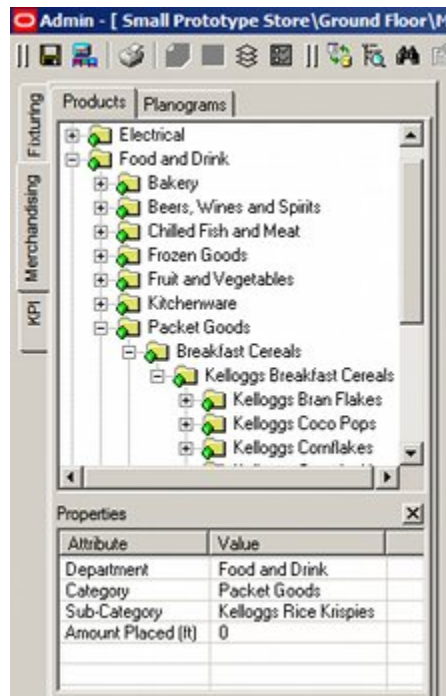 Admin - [ Small Prototype Store\Ground Floor\M
Fixturing
Merchandising
KPI
Products
Planograms
Electrical
Food and Drink
Bakery
Beers, Wines and Spirits
Chilled Fish and Meat
Frozen Goods
Fruit and Vegetables
Kitchenware
Packet Goods
Breakfast Cereals
Kelloggs Breakfast Cereals
Kelloggs Bran Flakes
Kelloggs Coco Pops
Kelloggs Cornflakes
Properties
Attribute Value
Department Food and Drink
Category Packet Goods
Sub-Category Kelloggs Rice Krispies
Amount Placed (ft) 0